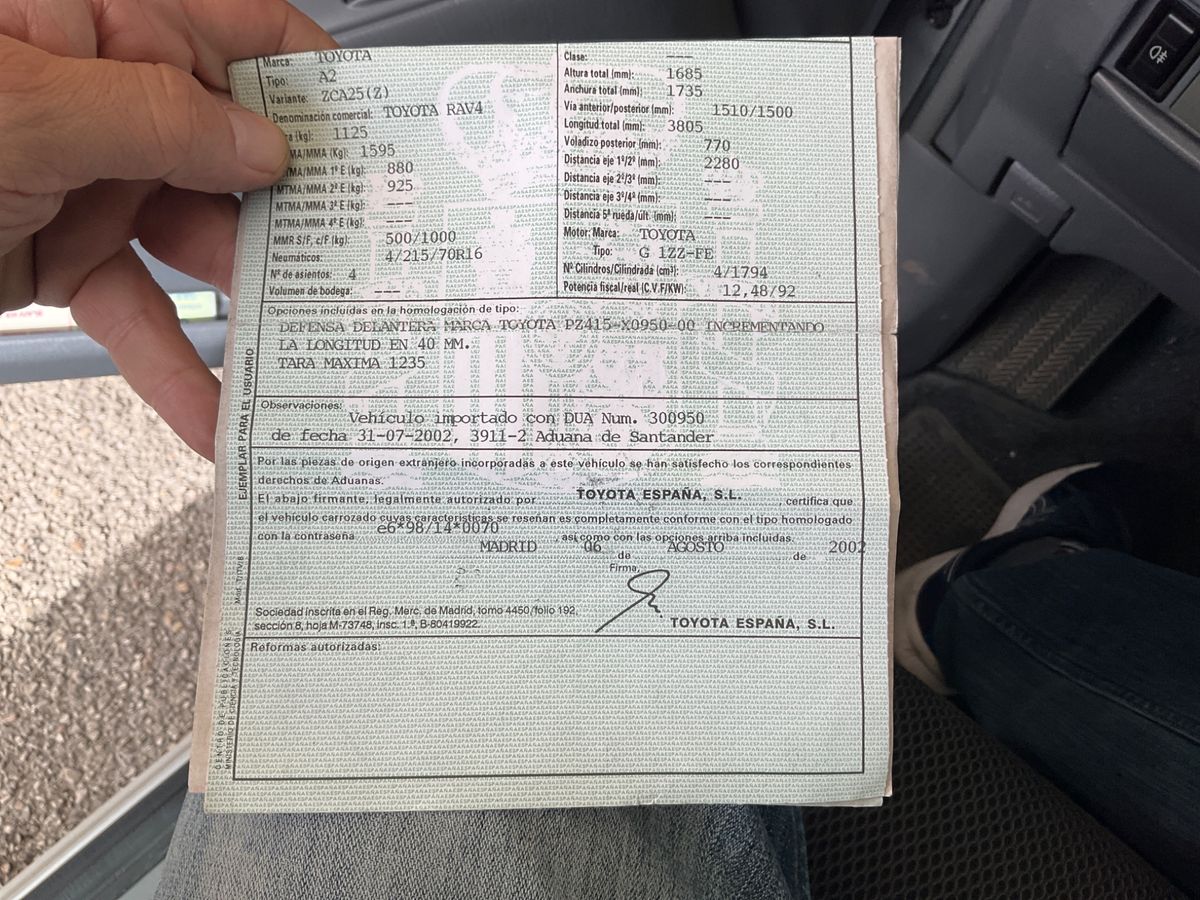 Marca: TOYOTA
Tipo: A2
Variante: ZCA25(Z)
Denominación comercial: TOYOTA RAV4
(kg): 1125
MA/MMA (Kg): 1595
MTMA/MMA 1º E (kg): 880
MTMA/MMA 2º E (kg): 925
MTMA/MMA 3º E (kg): ---
MTMA/MMA 4º E (kg): ---
MMR S/F, c/F (kg): 500/1000
Neumáticos: 4/215/70R16
Nº de asientos: 4
Volumen de bodega: ---
Clase: ---
Altura total (mm): 1685
Anchura total (mm): 1735
Vía anterior/posterior (mm): 1510/1500
Longitud total (mm): 3805
Voladizo posterior (mm): 770
Distancia eje 1º/2º (mm): 2280
Distancia eje 2º/3º (mm): ---
Distancia eje 3º/4º (mm): ---
Distancia 5ª rueda/últ. (mm): ---
Motor: Marca: TOYOTA
Tipo: G 1ZZ-FE
Nº Cilindros/Cilindrada (cm³): 4/1794
Potencia fiscal/real (C.V.F/KW): 12,48/92
Opciones incluidas en la homologación de tipo:
DEFENSA DELANTERA MARCA TOYOTA PZ415-X0950-00 INCREMENTANDO
LA LONGITUD EN 40 MM.
TARA MAXIMA 1235
Observaciones:
Vehículo importado con DUA Num. 300950
de fecha 31-07-2002, 3911-2 Aduana de Santander
Por las piezas de origen extranjero incorporadas a este vehículo se han satisfecho los correspondientes
derechos de Aduanas.
El abajo firmante, legalmente autorizado por TOYOTA ESPAÑA, S.L. certifica que
el vehículo carrozado cuyas características se reseñan es completamente conforme con el tipo homologado
con la contraseña e6*98/14*0070, así como con las opciones arriba incluidas.
MADRID 06 de AGOSTO de 2002
Firma,
Sociedad inscrita en el Reg. Merc. de Madrid, tomo 4450/folio 192,
sección 8, hoja M-73748, insc. 1.ª, B-80419922.
TOYOTA ESPAÑA, S.L.
Reformas autorizadas:
EJEMPLAR PARA EL USUARIO
CENTRO DE PUBLICACIONES
MINISTERIO DE CIENCIA Y TECNOLOGÍA